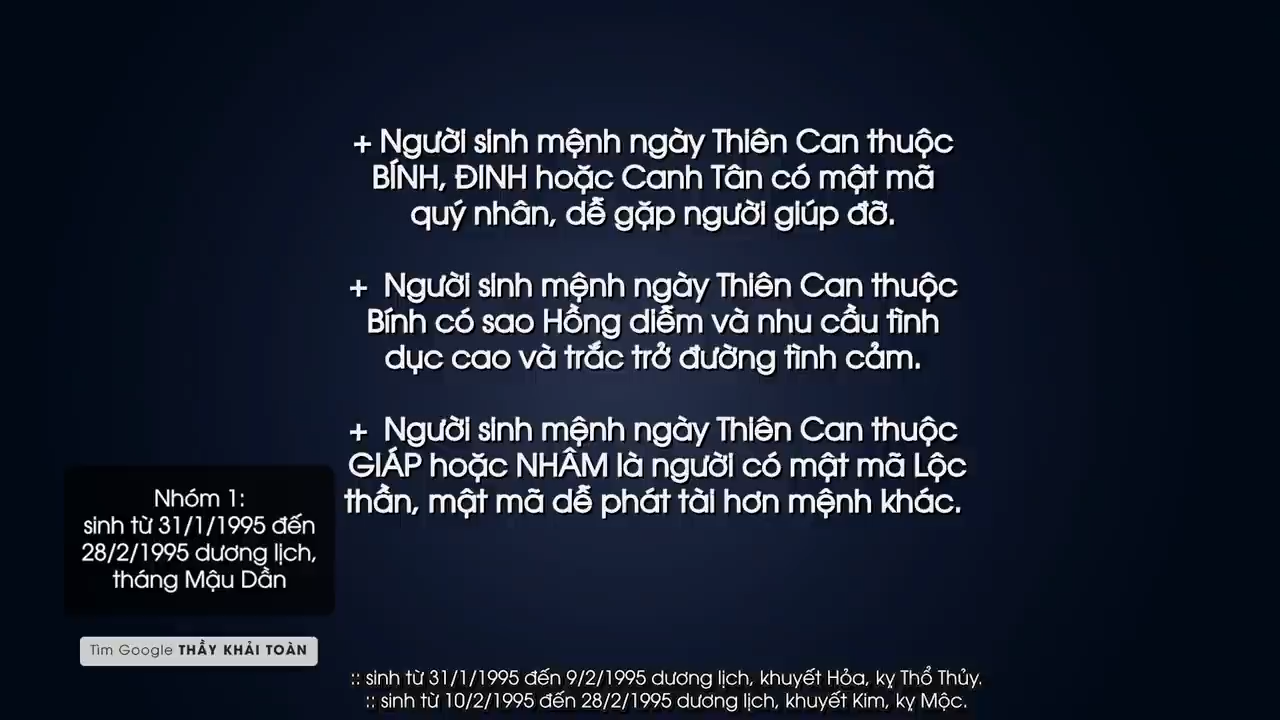 + Người sinh mệnh ngày Thiên Can thuộc
BÍNH, ĐINH hoặc Canh Tân có mật mã
quý nhân, dễ gặp người giúp đỡ.
+ Người sinh mệnh ngày Thiên Can thuộc
Bính có sao Hồng diễm và nhu cầu tình
dục cao và trắc trở đường tình cảm.
+ Người sinh mệnh ngày Thiên Can thuộc
GIÁP hoặc NHÂM là người có mật mã Lộc
thần, mật mã dễ phát tài hơn mệnh khác.
Nhóm 1:
sinh từ 31/1/1995 đến
28/2/1995 dương lịch,
tháng Mậu Dần
Tìm Google THẦY KHẢI TOÀN
:: sinh từ 31/1/1995 đến 9/2/1995 dương lịch, khuyết Hỏa, kỵ Thổ Thủy.
:: sinh từ 10/2/1995 đến 28/2/1995 dương lịch, khuyết Kim, kỵ Mộc.